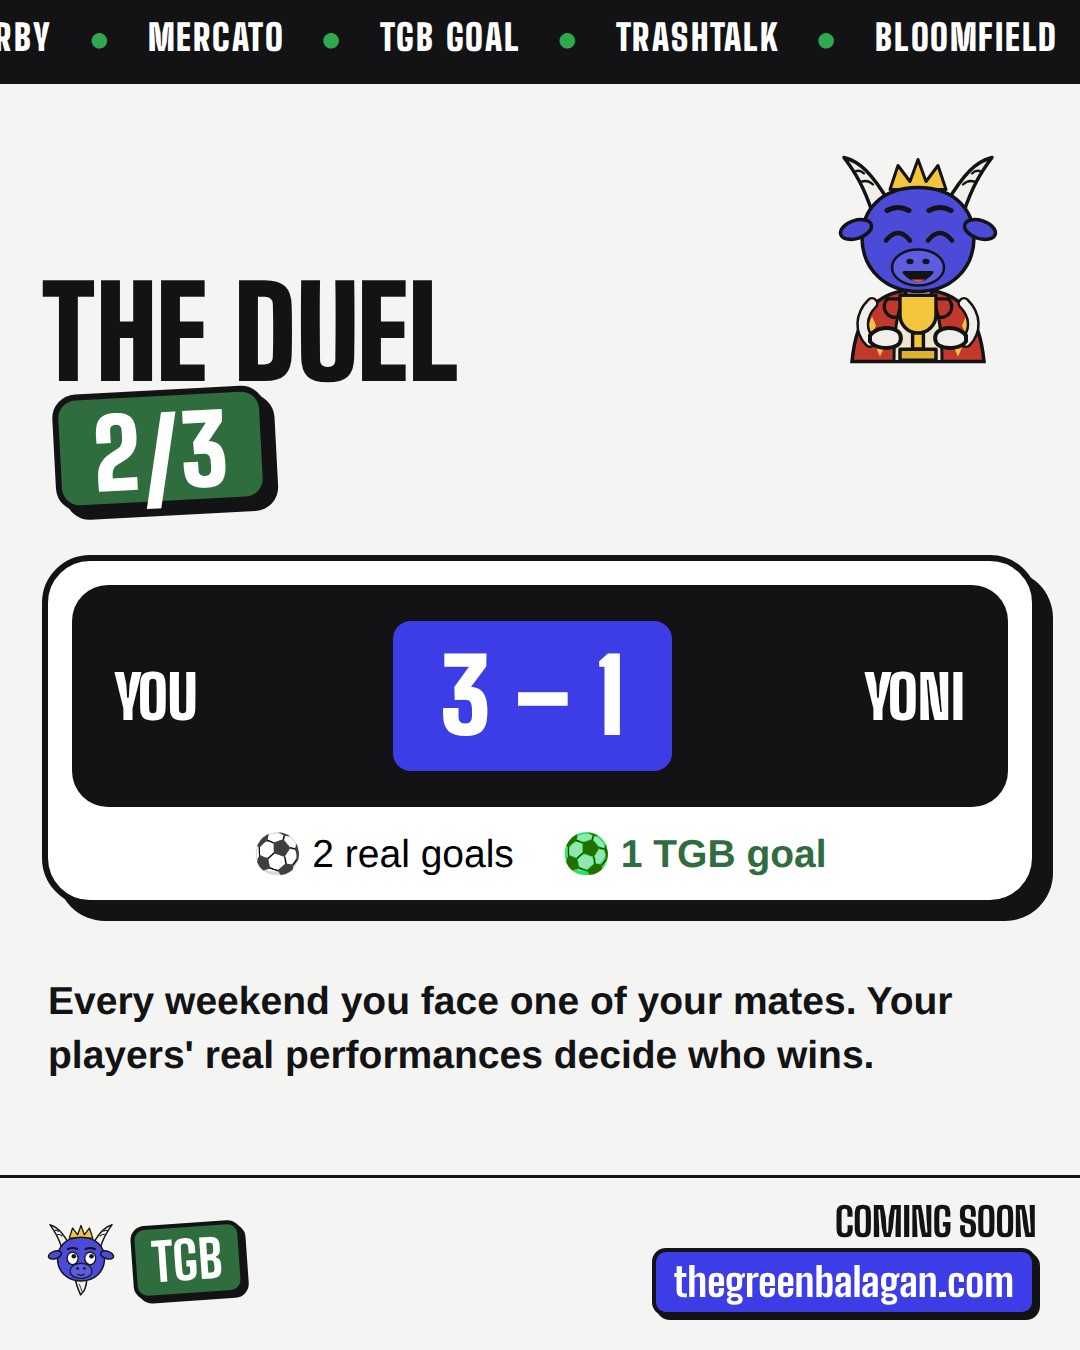 RBY • MERCATO • TGB GOAL • TRASHTALK • BLOOMFIELD
THE DUEL
2/3
YOU 3 – 1 YONI
2 real goals 1 TGB goal
Every weekend you face one of your mates. Your
players' real performances decide who wins.
COMING SOON
TGB thegreenbalagan.com